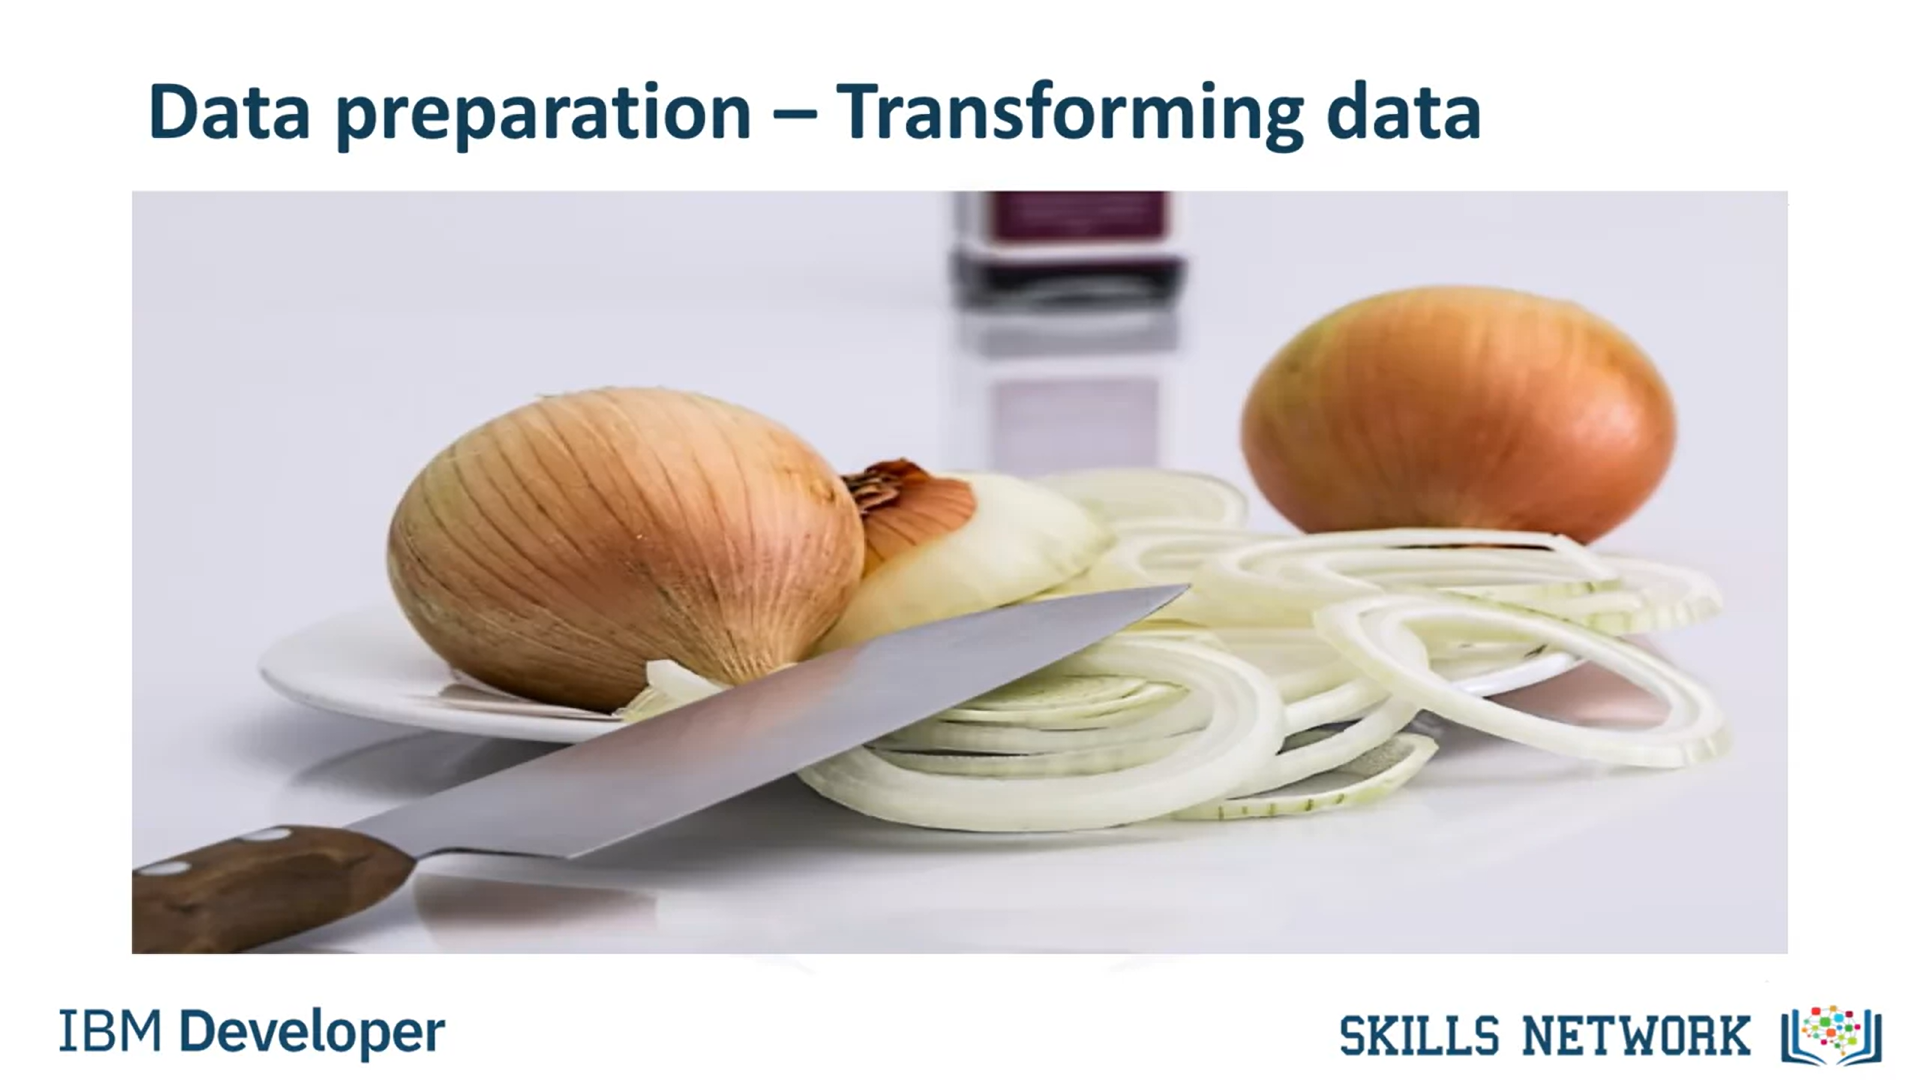 Data preparation – Transforming data
IBM Developer
SKILLS NETWORK